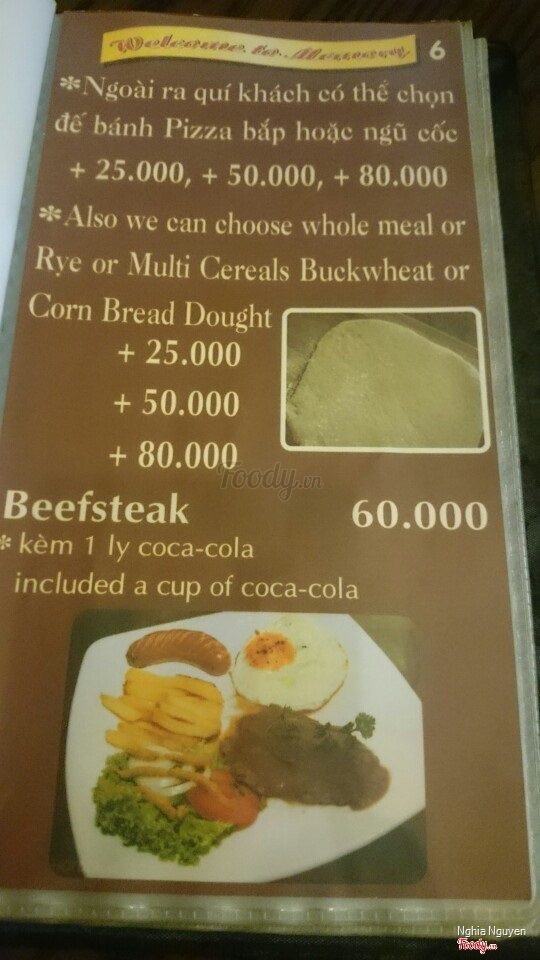 Welcome to Memory
6
*Ngoài ra quí khách có thể chọn
đế bánh Pizza bắp hoặc ngũ cốc
+ 25.000, + 50.000, + 80.000
*Also we can choose whole meal or
Rye or Multi Cereals Buckwheat or
Corn Bread Dought
+ 25.000
+ 50.000
+ 80.000
Foody.vn
Beefsteak 60.000
* kèm 1 ly coca-cola
included a cup of coca-cola
Nghia Nguyen
Foody.vn